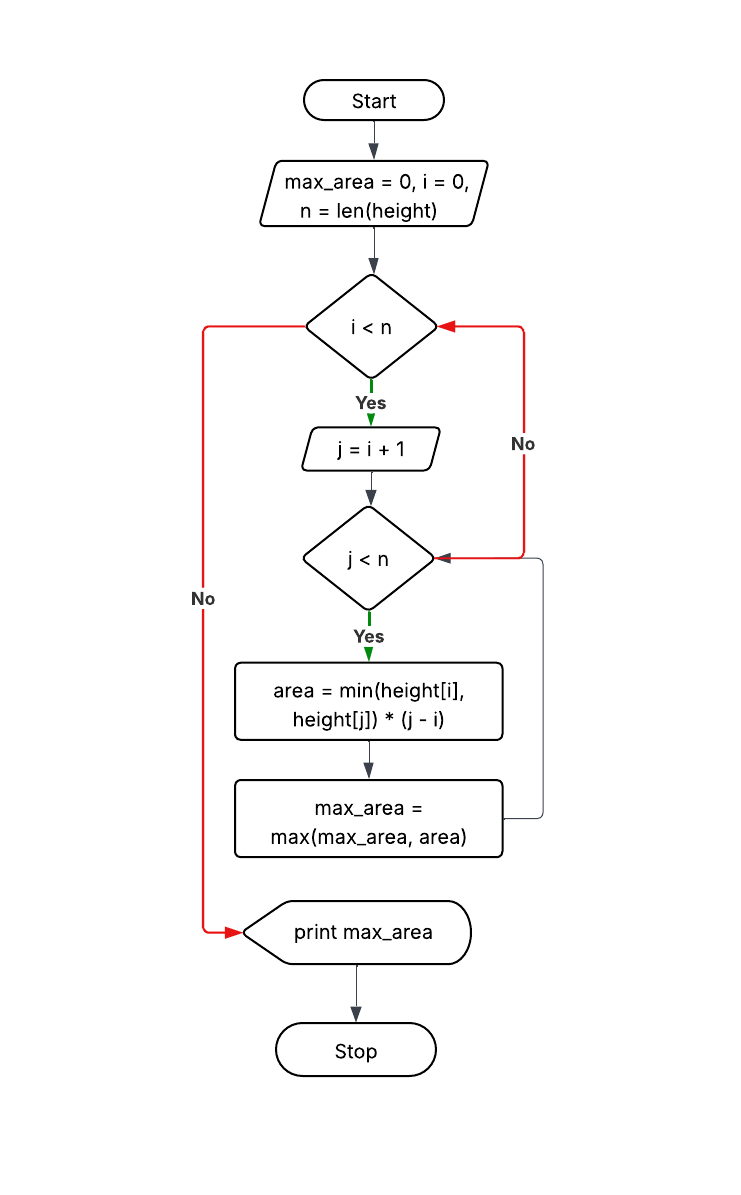 Start
max_area = 0, i = 0,
n = len(height)
i < n
Yes
j = i + 1
No
j < n
No
Yes
area = min(height[i],
height[j]) * (j - i)
max_area =
max(max_area, area)
print max_area
Stop